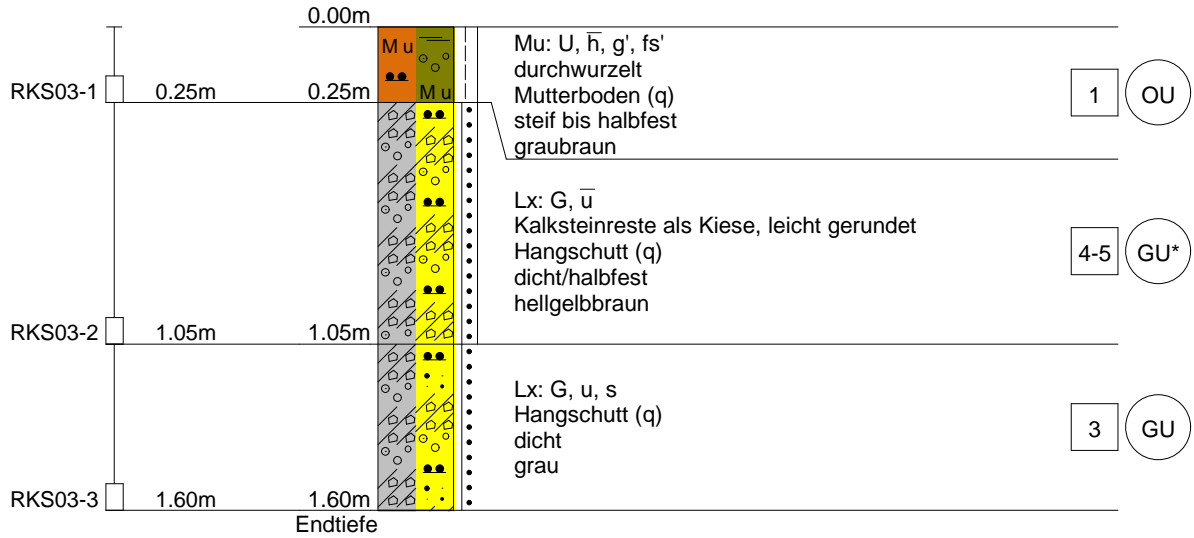 0.00m
Mu
Mu
RKS03-1 0.25m 0.25m
Mu: U, h̅, g', fs'
durchwurzelt
Mutterboden (q)
steif bis halbfest
graubraun
1 OU
Lx: G, u̅
Kalksteinreste als Kiese, leicht gerundet
Hangschutt (q)
dicht/halbfest
hellgelbbraun
4-5 GU*
RKS03-2 1.05m 1.05m
Lx: G, u, s
Hangschutt (q)
dicht
grau
3 GU
RKS03-3 1.60m 1.60m
Endtiefe